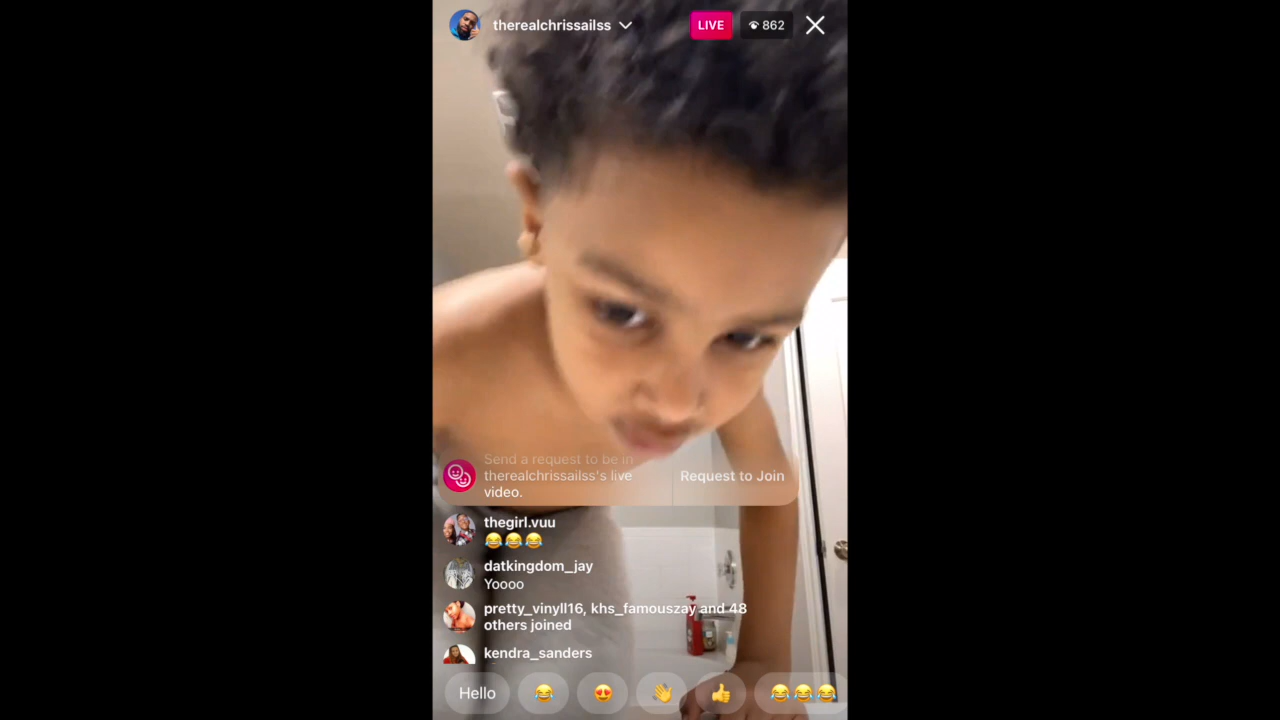 therealchrissailss
LIVE
862
Send a request to be in
therealchrissailss's live
video.
Request to Join
thegirl.vuu
😂😂😂
datkingdom_jay
Yoooo
pretty_vinyll16, khs_famouszay and 48
others joined
kendra_sanders
Hello 😂 😍 👋 👍 😂😂😂